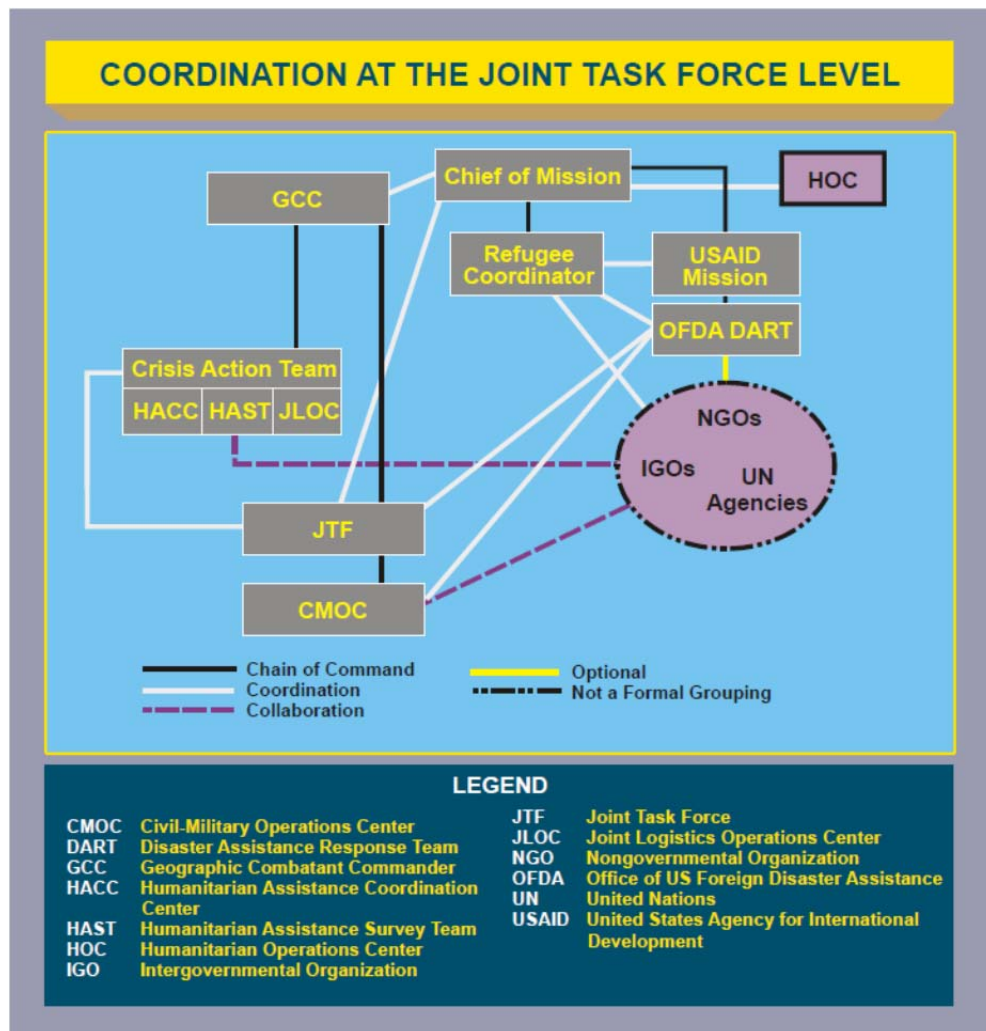 COORDINATION AT THE JOINT TASK FORCE LEVEL
Chief of Mission
HOC
GCC
Refugee
Coordinator
USAID
Mission
OFDA DART
Crisis Action Team
HACC HAST JLOC
NGOs
IGOs
UN
Agencies
JTF
CMOC
Chain of Command
Coordination
Collaboration
Optional
Not a Formal Grouping
LEGEND
CMOC Civil-Military Operations Center
DART Disaster Assistance Response Team
GCC Geographic Combatant Commander
HACC Humanitarian Assistance Coordination
Center
HAST Humanitarian Assistance Survey Team
HOC Humanitarian Operations Center
IGO Intergovernmental Organization
JTF Joint Task Force
JLOC Joint Logistics Operations Center
NGO Nongovernmental Organization
OFDA Office of US Foreign Disaster Assistance
UN United Nations
USAID United States Agency for International
Development